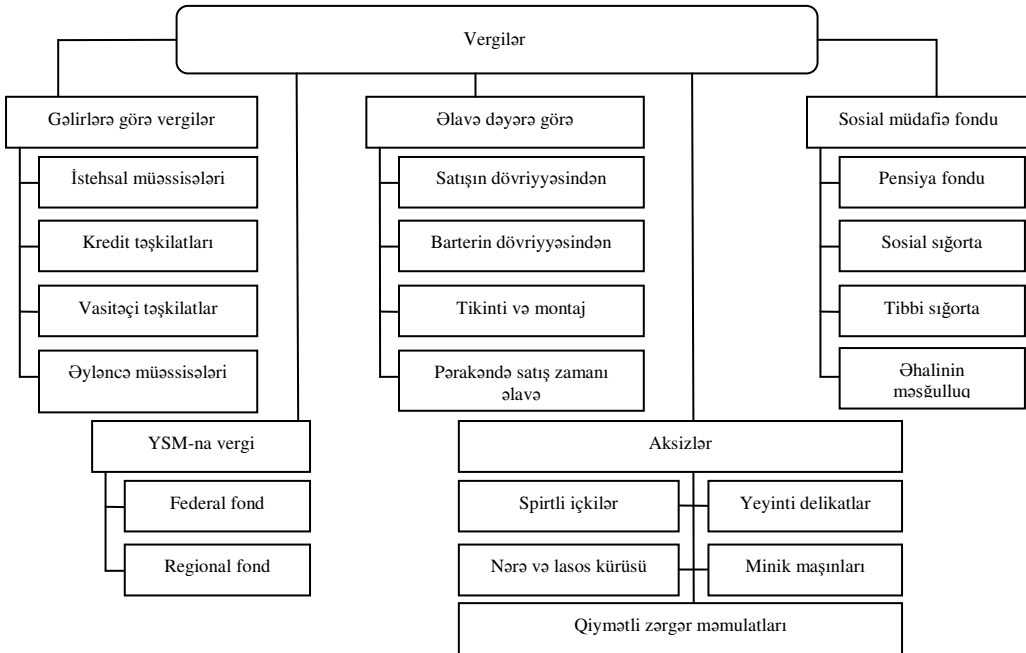 Vergilər
Gəlirlərə görə vergilər
İstehsal müəssisələri
Kredit təşkilatları
Vasitəçi təşkilatlar
Əyləncə müəssisələri
Əlavə dəyərə görə
Satışın dövriyyəsindən
Barterin dövriyyəsindən
Tikinti və montaj
Pərakəndə satış zamanı
əlavə
Sosial müdafiə fondu
Pensiya fondu
Sosial sığorta
Tibbi sığorta
Əhalinin
məşğulluq
YSM-na vergi
Federal fond
Regional fond
Aksizlər
Spirtli içkilər
Yeyinti delikatlar
Nərə və lasos kürüsü
Minik maşınları
Qiymətli zərgər məmulatları